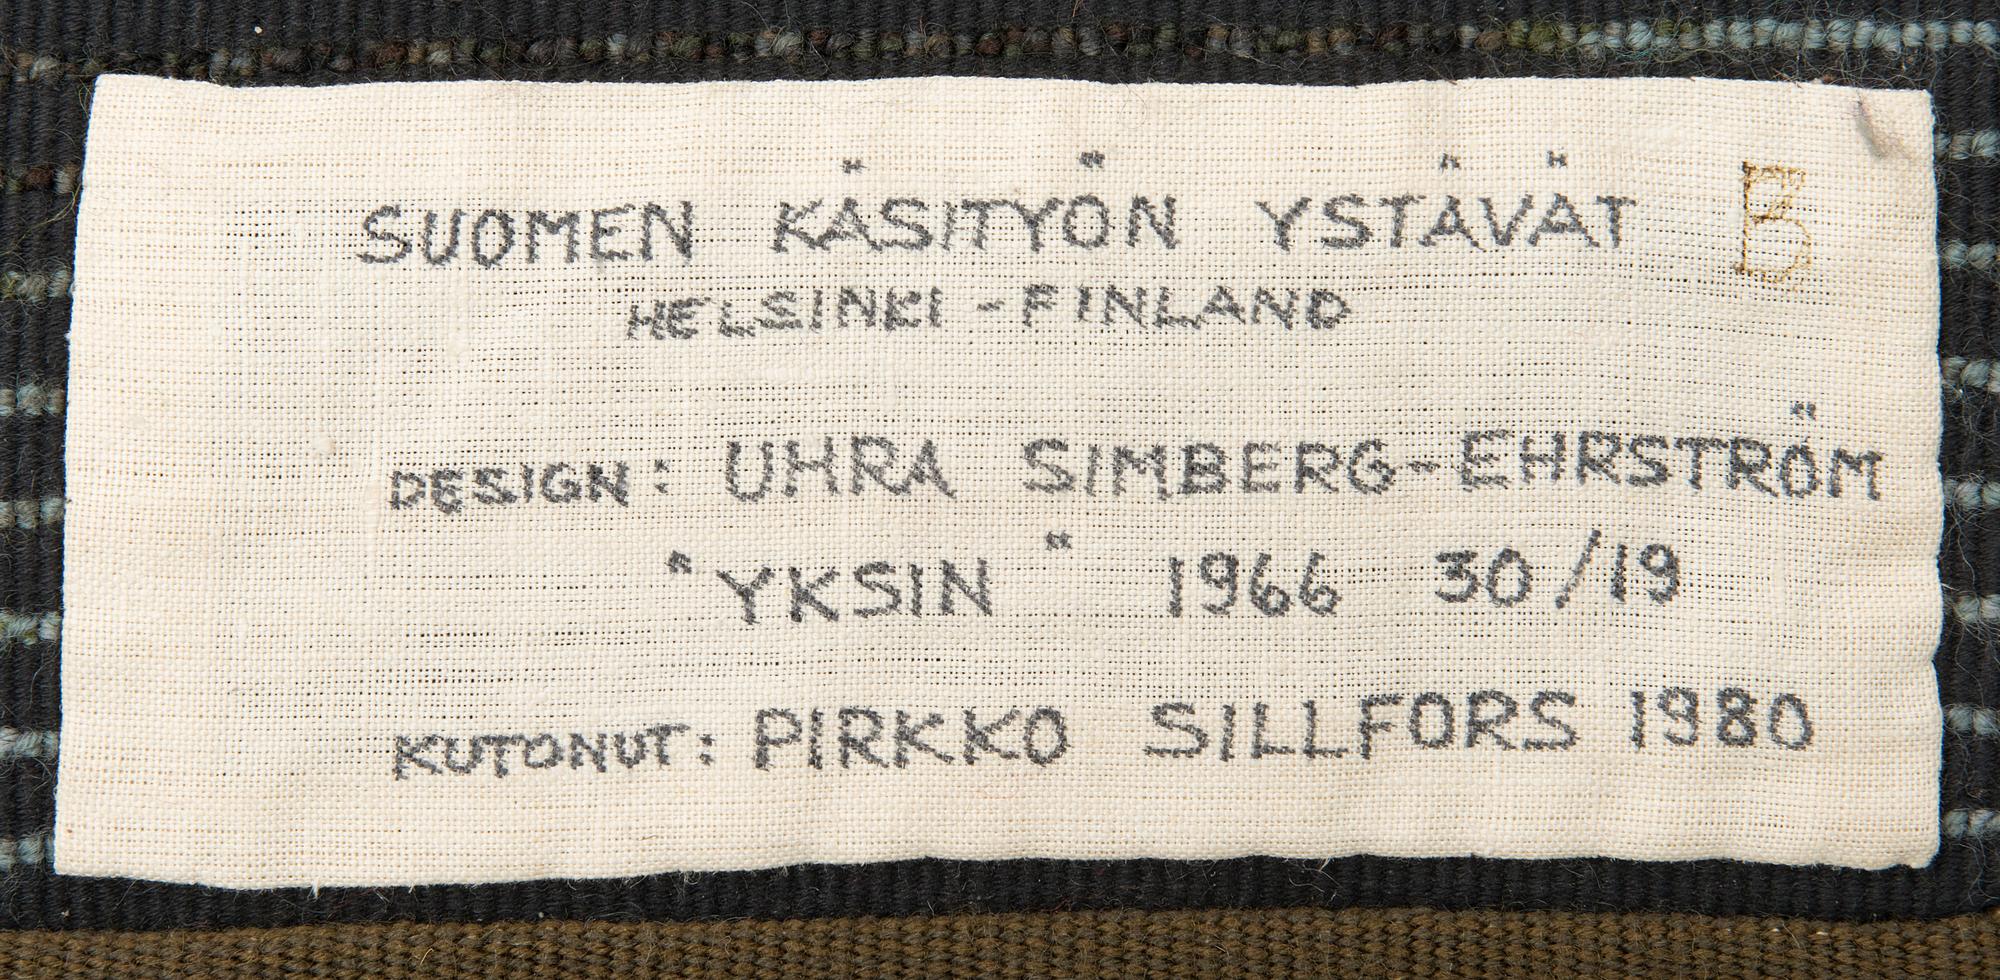 SUOMEN KÄSITYÖN YSTÄVÄT
HELSINKI - FINLAND
DESIGN: UHRA SIMBERG-EHRSTRÖM
"YKSIN" 1966 30/19
KUTONUT: PIRKKO SILLFORS 1980